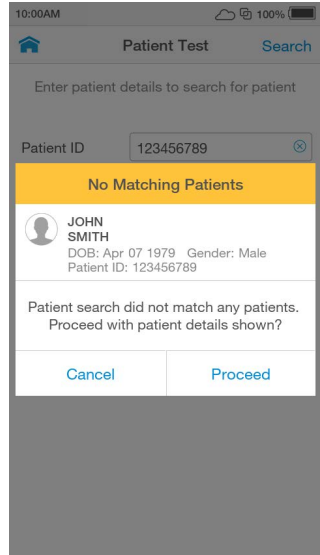 10:00AM 100%
Patient Test Search
Enter patient details to search for patient
Patient ID 123456789
No Matching Patients
JOHN
SMITH
DOB: Apr 07 1979 Gender: Male
Patient ID: 123456789
Patient search did not match any patients.
Proceed with patient details shown?
Cancel Proceed